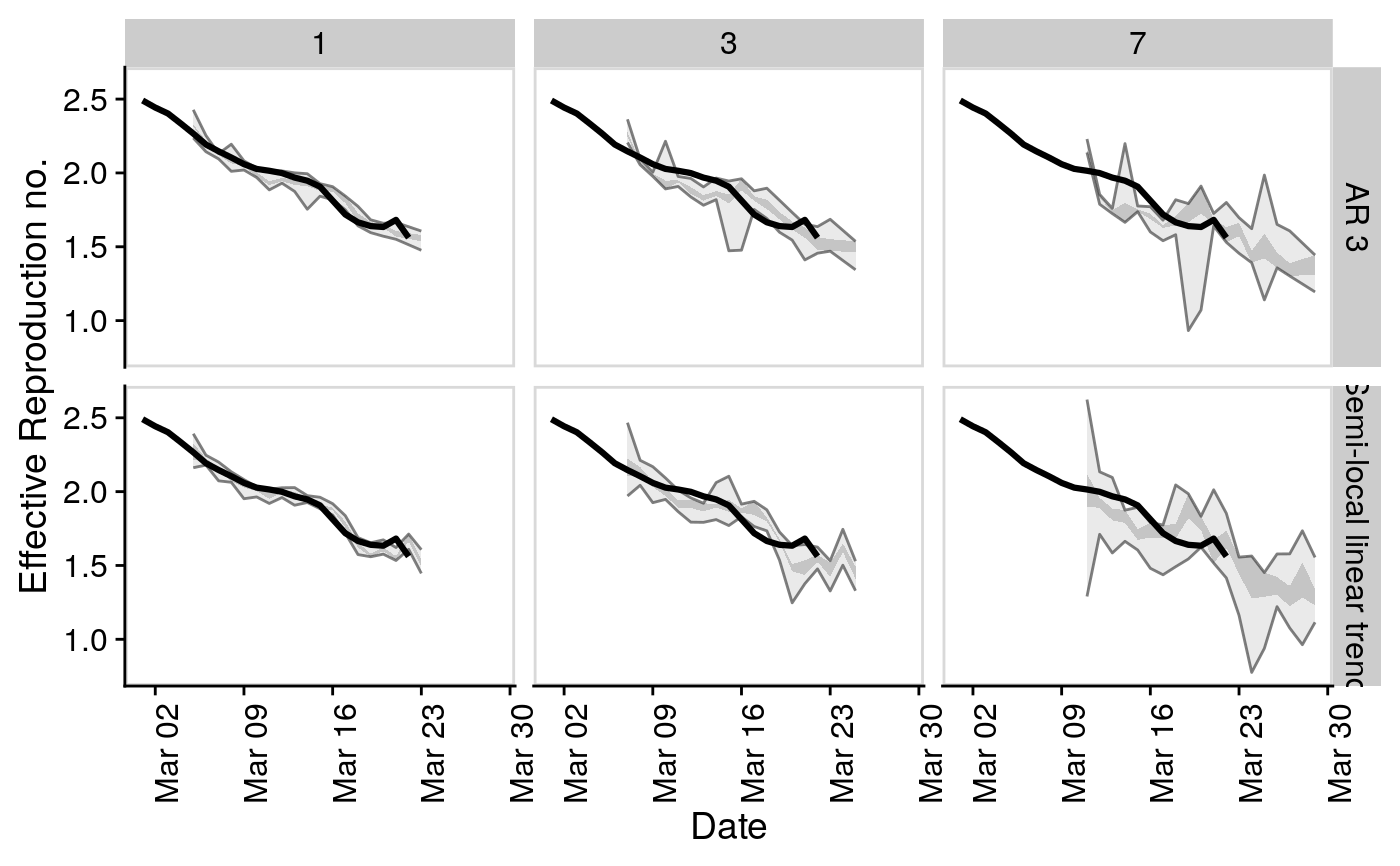 1
3
7
Effective Reproduction no.
2.5
2.0
1.5
1.0
AR 3
2.5
2.0
1.5
1.0
Semi-local linear trend
Mar 02
Mar 09
Mar 16
Mar 23
Mar 30
Mar 02
Mar 09
Mar 16
Mar 23
Mar 30
Mar 02
Mar 09
Mar 16
Mar 23
Mar 30
Date